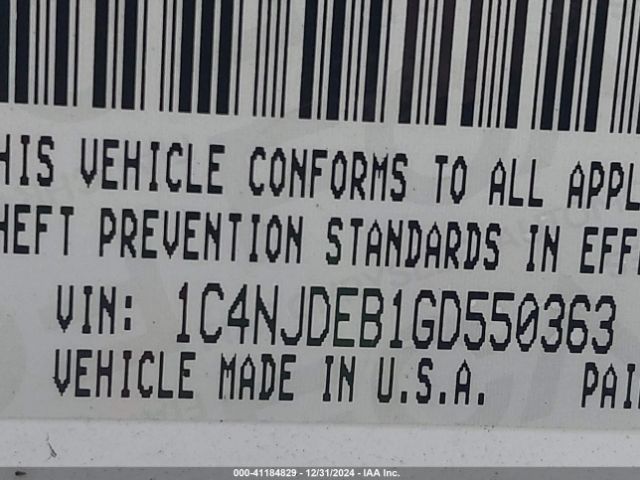 HIS VEHICLE CONFORMS TO ALL APPL
HEFT PREVENTION STANDARDS IN EFFE
VIN: 1C4NJDEB1GD550363
VEHICLE MADE IN U.S.A. PAI
000-41184829 - 12/31/2024 - IAA Inc.